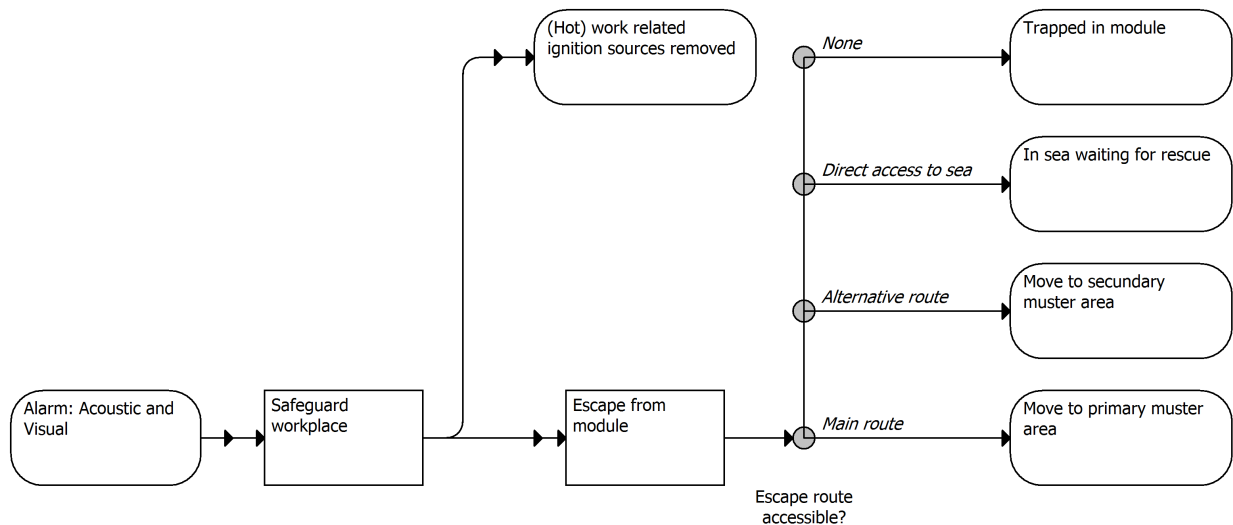 (Hot) work related
ignition sources removed
None
Trapped in module
Direct access to sea
In sea waiting for rescue
Alternative route
Move to secundary
muster area
Alarm: Acoustic and
Visual
Safeguard
workplace
Escape from
module
Main route
Move to primary muster
area
Escape route
accessible?